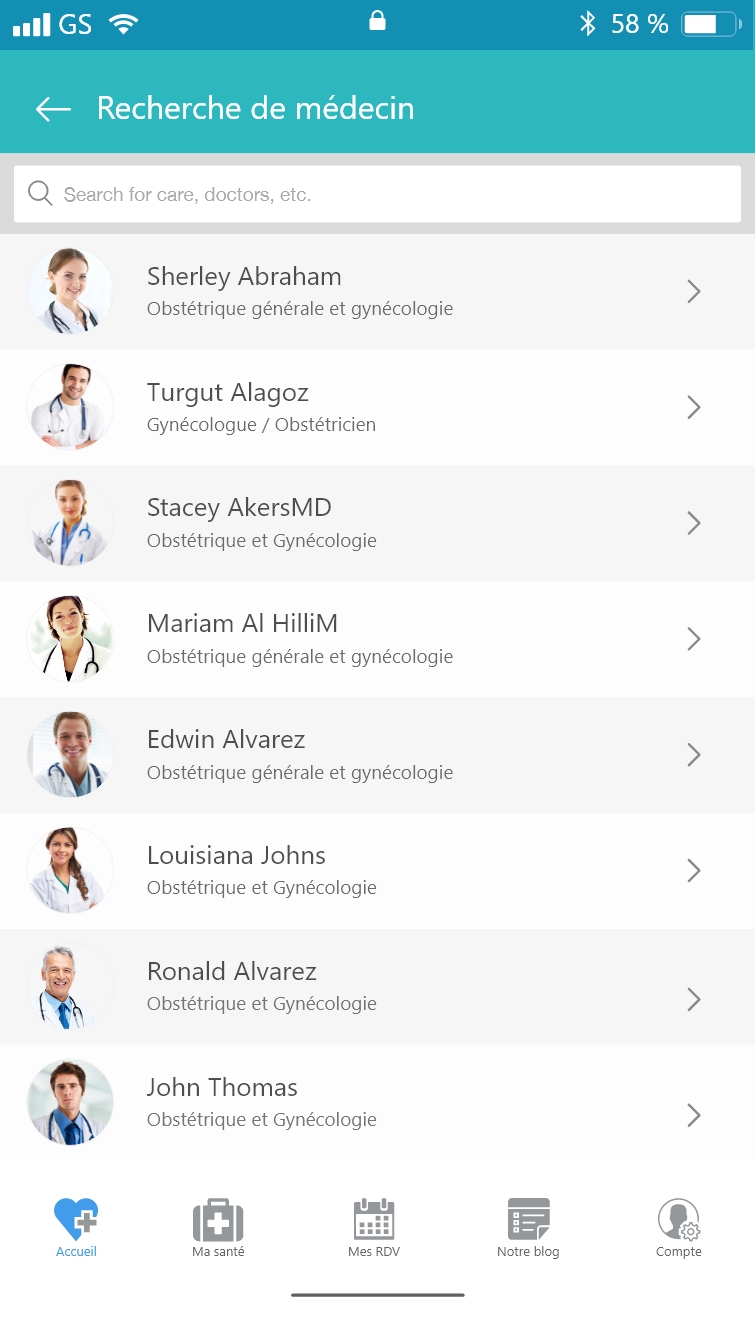 GS 58 %
Recherche de médecin
Search for care, doctors, etc.
Sherley Abraham
Obstétrique générale et gynécologie
Turgut Alagoz
Gynécologue / Obstétricien
Stacey AkersMD
Obstétrique et Gynécologie
Mariam Al HilliM
Obstétrique générale et gynécologie
Edwin Alvarez
Obstétrique générale et gynécologie
Louisiana Johns
Obstétrique et Gynécologie
Ronald Alvarez
Obstétrique et Gynécologie
John Thomas
Obstétrique et Gynécologie
Accueil Ma santé Mes RDV Notre blog Compte